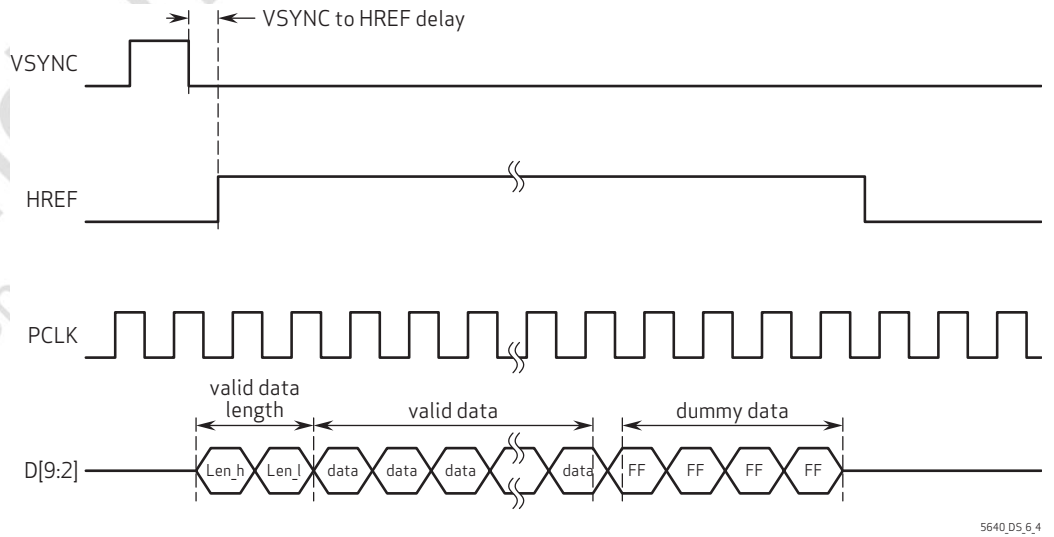 VSYNC to HREF delay
VSYNC
HREF
PCLK
valid data
length
valid data
dummy data
D[9:2]
Len_h
Len_l
data
data
data
data
FF
FF
FF
FF
5640_DS_6_4